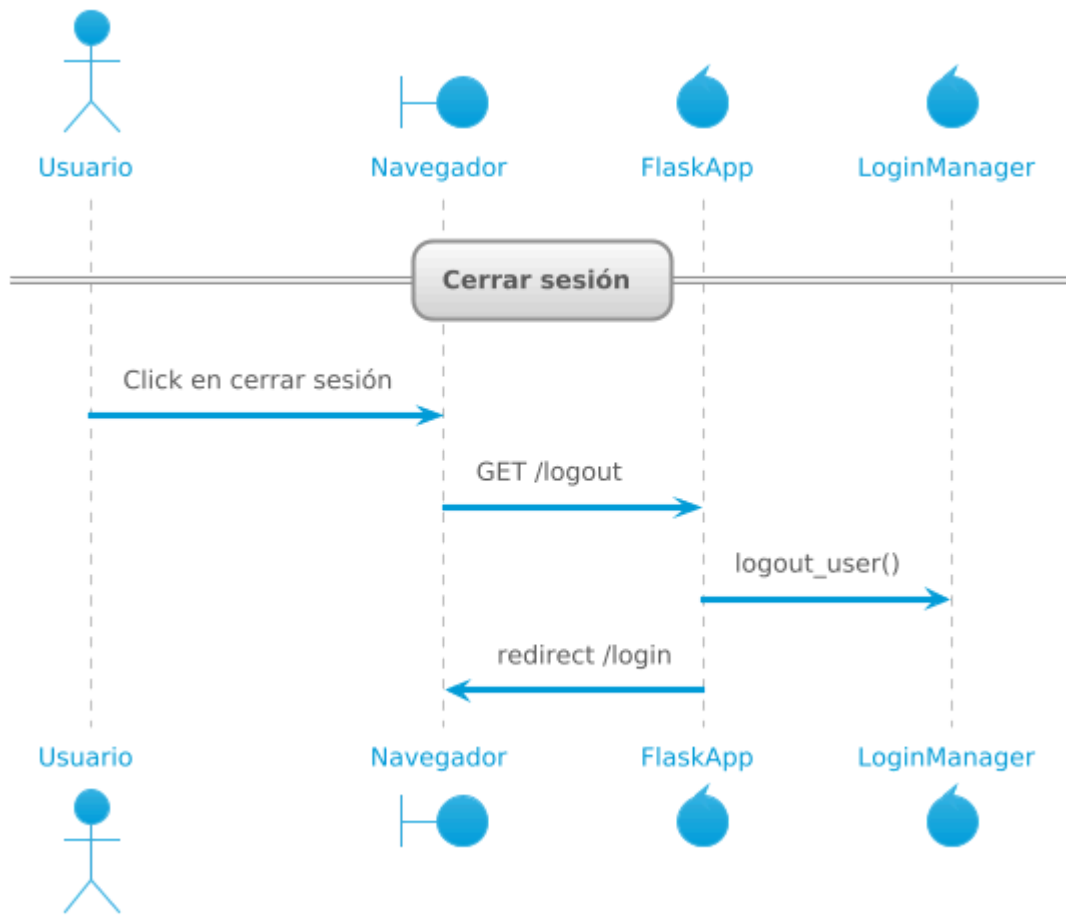 Usuario
Navegador
FlaskApp
LoginManager
Cerrar sesión
Click en cerrar sesión
GET /logout
logout_user()
redirect /login
Usuario
Navegador
FlaskApp
LoginManager